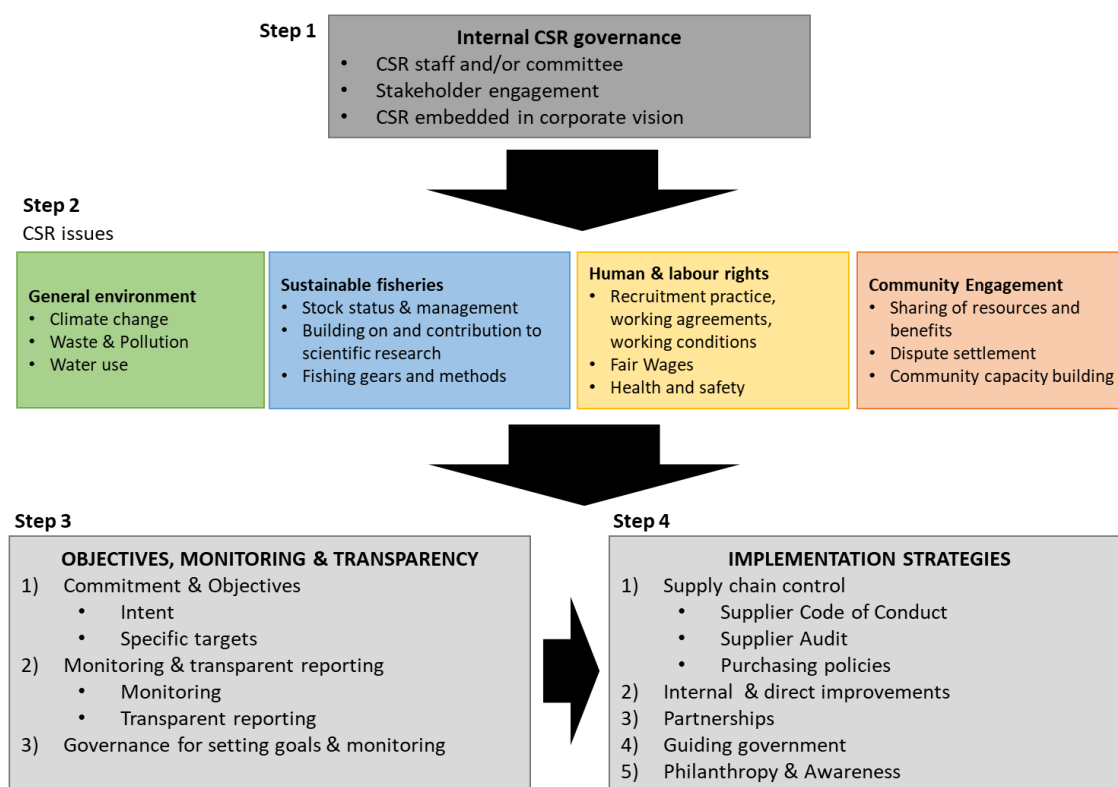 Step 1
Internal CSR governance
• CSR staff and/or committee
• Stakeholder engagement
• CSR embedded in corporate vision
Step 2
CSR issues
General environment
• Climate change
• Waste & Pollution
• Water use
Sustainable fisheries
• Stock status & management
• Building on and contribution to
scientific research
• Fishing gears and methods
Human & labour rights
• Recruitment practice,
working agreements,
working conditions
• Fair Wages
• Health and safety
Community Engagement
• Sharing of resources and
benefits
• Dispute settlement
• Community capacity building
Step 3
OBJECTIVES, MONITORING & TRANSPARENCY
1) Commitment & Objectives
• Intent
• Specific targets
2) Monitoring & transparent reporting
• Monitoring
• Transparent reporting
3) Governance for setting goals & monitoring
Step 4
IMPLEMENTATION STRATEGIES
1) Supply chain control
• Supplier Code of Conduct
• Supplier Audit
• Purchasing policies
2) Internal & direct improvements
3) Partnerships
4) Guiding government
5) Philanthropy & Awareness